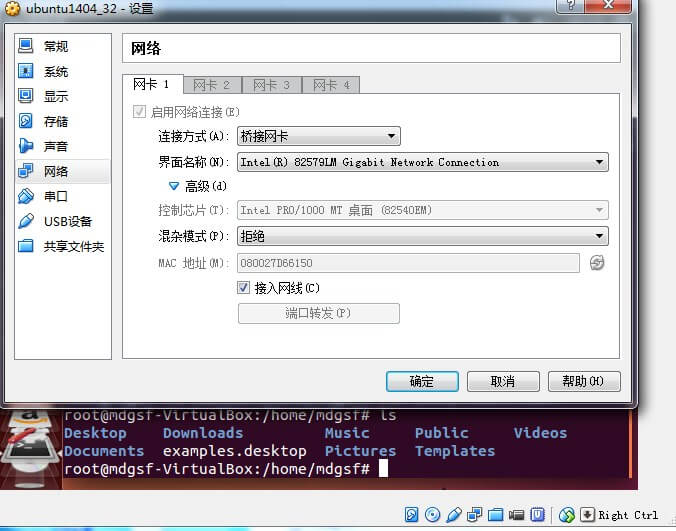 ubuntu1404_32 - 设置
常规
系统
显示
存储
声音
网络
串口
USB设备
共享文件夹
网络
网卡 1 网卡 2 网卡 3 网卡 4
启用网络连接(E)
连接方式(A): 桥接网卡
界面名称(N): Intel(R) 82579LM Gigabit Network Connection
高级(d)
控制芯片(T): Intel PRO/1000 MT 桌面 (82540EM)
混杂模式(P): 拒绝
MAC 地址(M): 080027D66150
接入网线(C)
端口转发(P)
确定 取消 帮助(H)
root@mdgsf-VirtualBox:/home/mdgsf# ls
Desktop Downloads Music Public Videos
Documents examples.desktop Pictures Templates
root@mdgsf-VirtualBox:/home/mdgsf#
Right Ctrl